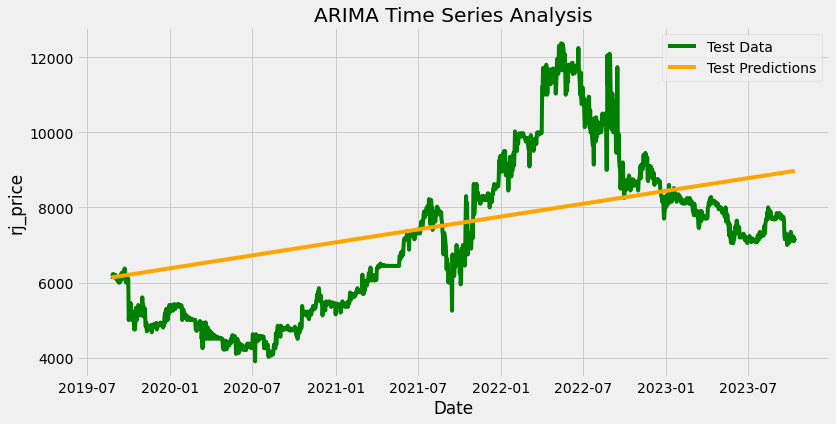 ARIMA Time Series Analysis
Test Data
Test Predictions
12000
10000
8000
6000
4000
rj_price
2019-07 2020-01 2020-07 2021-01 2021-07 2022-01 2022-07 2023-01 2023-07
Date